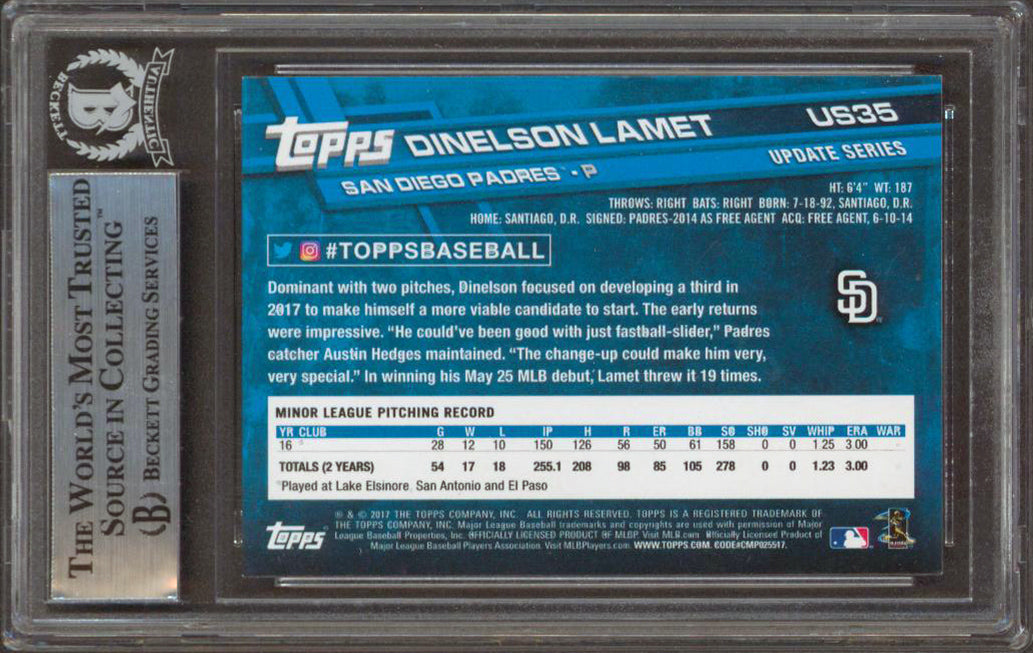 BECKETT
AUTHENTIC
THE WORLD'S MOST TRUSTED
SOURCE IN COLLECTING™
BECKETT GRADING SERVICES
TOPPS DINELSON LAMET US35
SAN DIEGO PADRES™ • P UPDATE SERIES
HT: 6'4" WT: 187
THROWS: RIGHT BATS: RIGHT BORN: 7-18-92, SANTIAGO, D.R.
HOME: SANTIAGO, D.R. SIGNED: PADRES-2014 AS FREE AGENT ACQ: FREE AGENT, 6-10-14
#TOPPSBASEBALL
Dominant with two pitches, Dinelson focused on developing a third in
2017 to make himself a more viable candidate to start. The early returns
were impressive. “He could've been good with just fastball-slider,” Padres
catcher Austin Hedges maintained. “The change-up could make him very,
very special.” In winning his May 25 MLB debut, Lamet threw it 19 times.
SD
MINOR LEAGUE PITCHING RECORD
YR CLUB G W L IP H R ER BB SO SHO SV WHIP ERA WAR
16 28 12 10 150 126 56 50 61 158 0 0 1.25 3.00
TOTALS (2 YEARS) 54 17 18 255.1 208 98 85 105 278 0 0 1.23 3.00
Played at Lake Elsinore, San Antonio and El Paso
TOPPS
® & © 2017 THE TOPPS COMPANY, INC. ALL RIGHTS RESERVED. TOPPS IS A REGISTERED TRADEMARK OF
THE TOPPS COMPANY, INC. Major League Baseball trademarks and copyrights are used with permission of Major
League Baseball Properties, Inc. OFFICIALLY LICENSED PRODUCT OF MLBP. Visit MLB.com Officially Licensed Product of
Major League Baseball Players Association. Visit MLBPlayers.com WWW.TOPPS.COM. CODE#CMP025517.